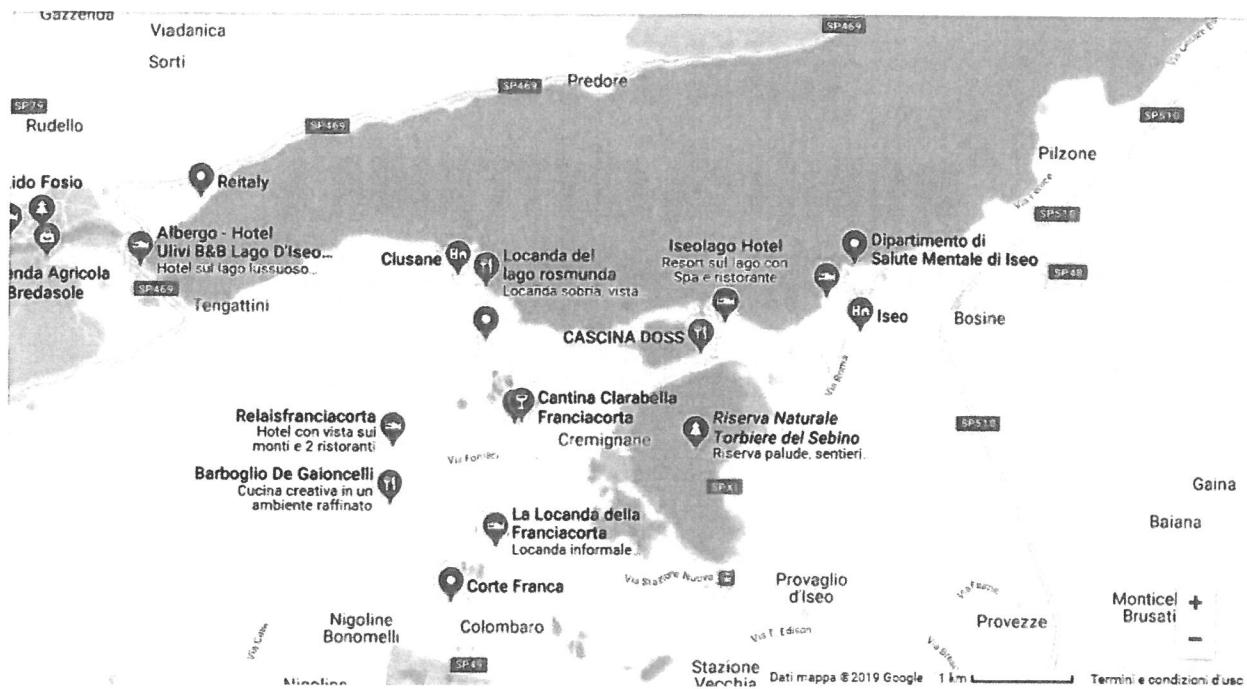 Gazzenda
Viadanica
Sorti
SP469
SP469
Predore
SP79
Rudello
SP469
SP510
Pilzone
ido Fosio
Reitaly
SP510
Albergo - Hotel
Ulivi B&B Lago D'Iseo...
Hotel sul lago lussuoso...
Clusane
Locanda del
lago rosmunda
Locanda sobria, vista
Iseolago Hotel
Resort sul lago con
Spa e ristorante
Dipartimento di
Salute Mentale di Iseo
SP48
enda Agricola
Bredasole
SP469
Tengattini
CASCINA DOSS
Iseo
Bosine
Via Roma
Cantina Clarabella
Franciacorta
Relaisfranciacorta
Hotel con vista sui
monti e 2 ristoranti
Cremignane
Riserva Naturale
Torbiere del Sebino
Riserva palude, sentieri...
SP510
Barboglio De Gaioncelli
Cucina creativa in un
ambiente raffinato
SPXI
Gaina
La Locanda della
Franciacorta
Locanda informale...
Baiana
Via Stazione Nuova
Corte Franca
Provaglio
d'Iseo
Nigoline
Bonomelli
Colombaro
Via T. Edison
Provezze
Monticel
Brusati
+
−
SP49
Nigoline
Stazione
Vecchia
Dati mappa ©2019 Google
1 km
Termini e condizioni d'uso